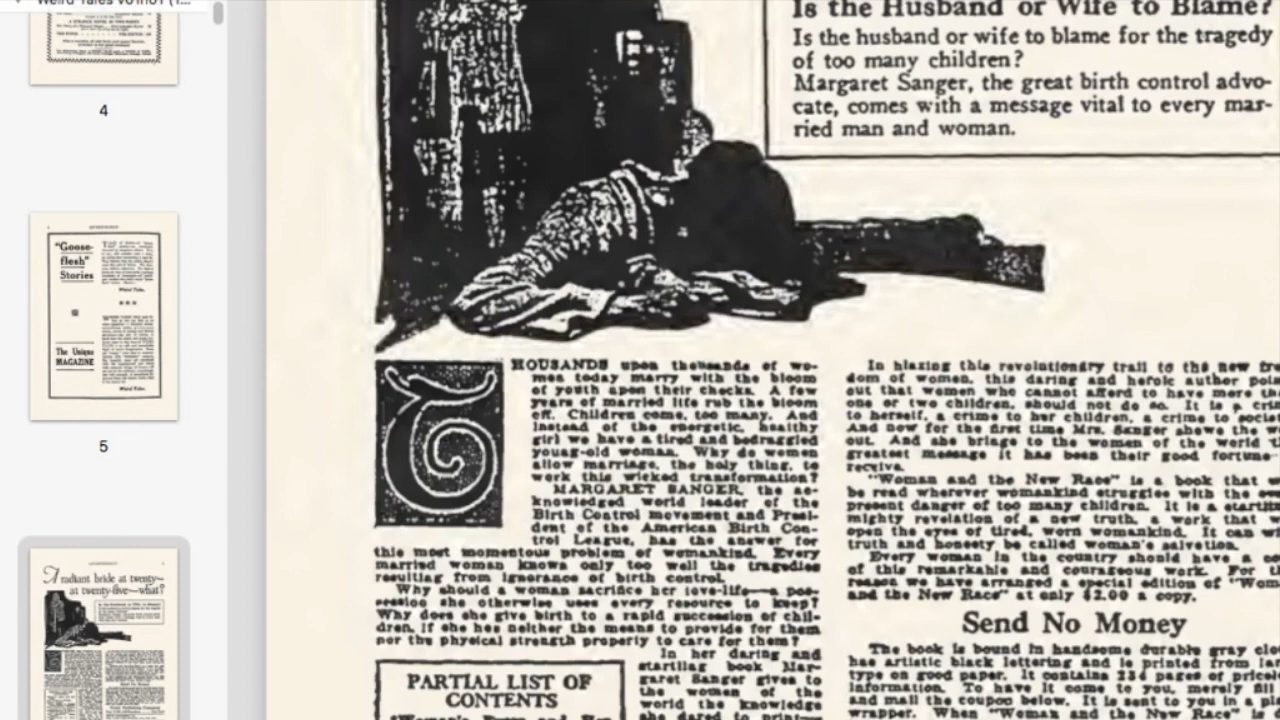 Weird Tales v01n01 (1...
4
"Goose-
flesh"
Stories
Weird Tales.
The Unique
MAGAZINE
Weird Tales.
5
A radiant bride at twenty—
at twenty-five—what?
Is the Husband or Wife to Blame?
Is the husband or wife to blame for the tragedy
of too many children?
Margaret Sanger, the great birth control advo-
cate, comes with a message vital to every mar-
ried man and woman.
THOUSANDS upon thousands of wo-
men today marry with the bloom
of youth upon their cheeks. A few
years of married life rub the bloom
off. Children come, too many. And
instead of the energetic, healthy
girl we have a tired and bedraggled
young-old woman. Why do women
allow marriage, the holy thing, to
work this wicked transformation?
MARGARET SANGER, the ac-
knowledged world leader of the
Birth Control movement and Presi-
dent of the American Birth Con-
trol League, has the answer for
this most momentous problem of womankind. Every
married woman knows only too well the tragedies
resulting from ignorance of birth control.
Why should a woman sacrifice her love-life—a pos-
session she otherwise uses every resource to keep?
Why does she give birth to a rapid succession of chil-
dren, if she has neither the means to provide for them
nor the physical strength properly to care for them?
In her daring and
startling book Mar-
garet Sanger gives to
the women of the
world the knowledge
she dared to
PARTIAL LIST OF
CONTENTS
In blazing this revolutionary trail to the new
dom of women, this daring and heroic author
out that women who cannot afford to have more
one or two children, should not do so. It is a
to herself, a crime to her children, a crime to
And now for the first time Mrs. Sanger shows the
out. And she brings to the women of the world
greatest message it has been their good fortune
receive.
"Woman and the New Race" is a book that
be read wherever womankind struggles with the
present danger of too many children. It is a
mighty revelation of a new truth, a work that
open the eyes of tired, worn womankind. It can
truth and honesty be called woman's salvation.
Every woman in the country should have a
of this remarkable and courageous work. For
reason we have arranged a special edition of
and the New Race" at only $2.00 a copy.
Send No Money
The book is bound in handsome durable gray
has artistic black lettering and is printed from
type on good paper. It contains 234 pages of
information. To have it come to you, merely fill
and mail the coupon below. It is sent to you in a
wrapper. When "Woman and the New Race" is